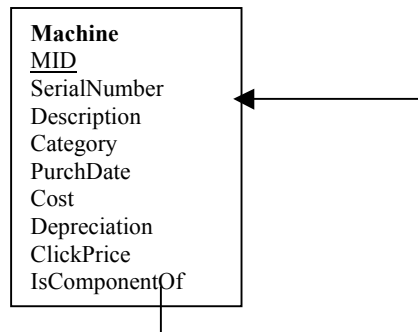 Machine
MID
SerialNumber
Description
Category
PurchDate
Cost
Depreciation
ClickPrice
IsComponentOf